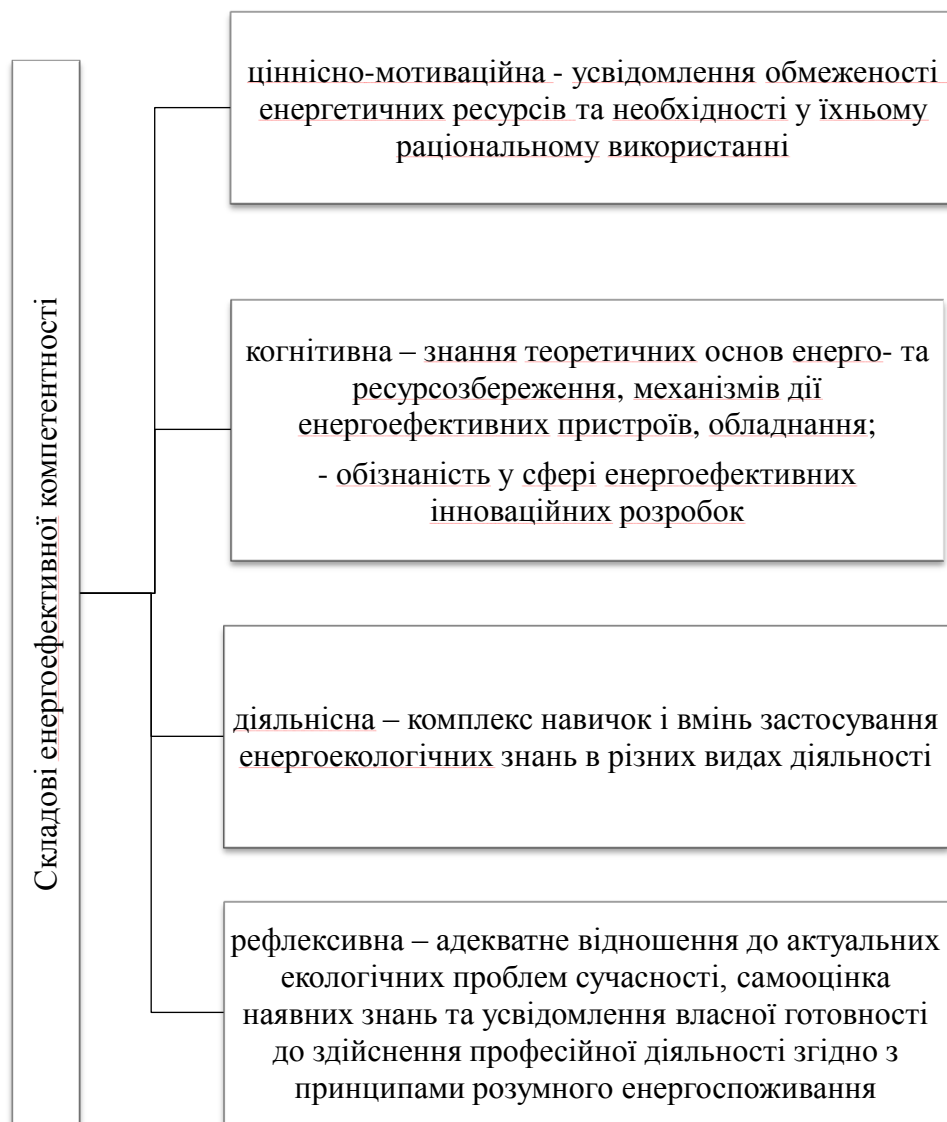 Складові енергоефективної компетентності
ціннісно-мотиваційна - усвідомлення обмеженості
енергетичних ресурсів та необхідності у їхньому
раціональному використанні
когнітивна – знання теоретичних основ енерго- та
ресурсозбереження, механізмів дії
енергоефективних пристроїв, обладнання;
- обізнаність у сфері енергоефективних
інноваційних розробок
діяльнісна – комплекс навичок і вмінь застосування
енергоекологічних знань в різних видах діяльності
рефлексивна – адекватне відношення до актуальних
екологічних проблем сучасності, самооцінка
наявних знань та усвідомлення власної готовності
до здійснення професійної діяльності згідно з
принципами розумного енергоспоживання